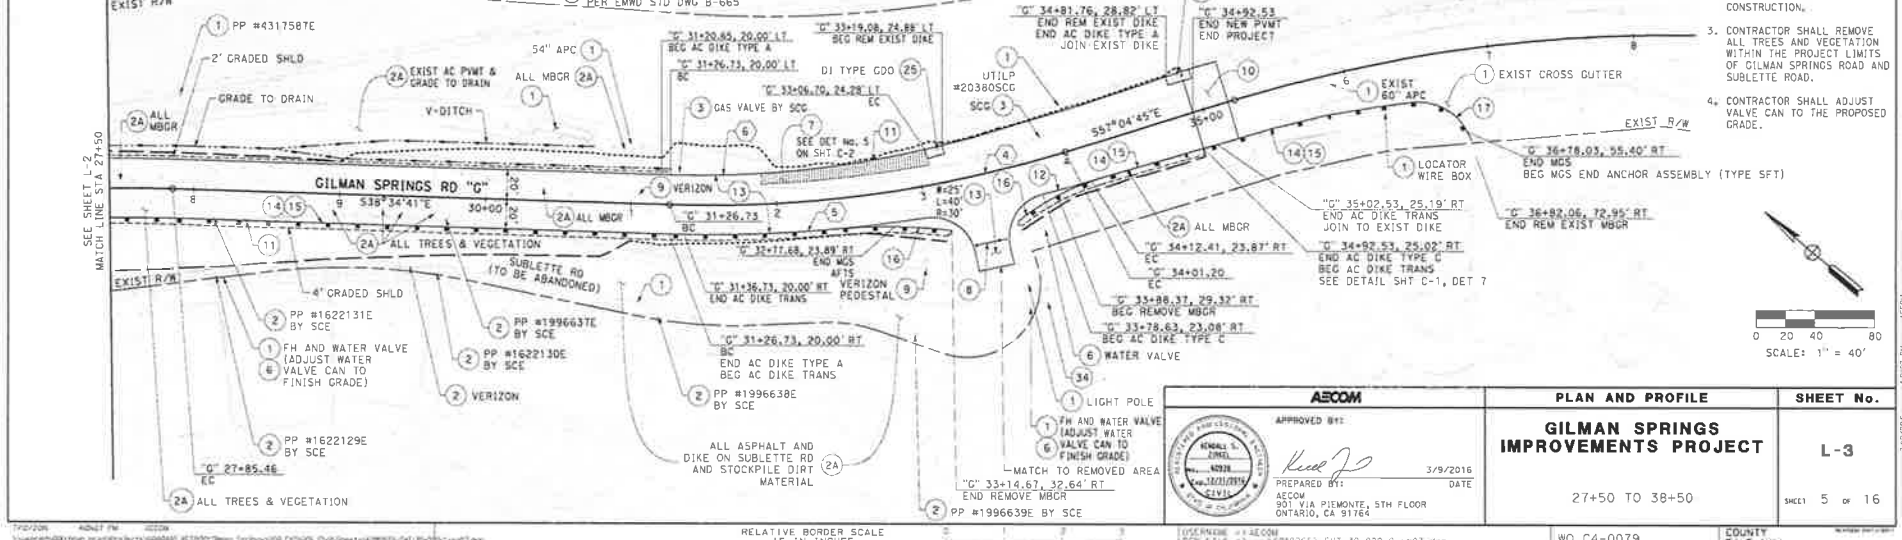 EXIST R/W
PER EMWD STD DWG B-665
1 PP #4317587E
2' GRADED SHLD
GRADE TO DRAIN
2A ALL
MBGR
2A EXIST AC PVMT &
GRADE TO DRAIN
V-DITCH
54" APC 1
ALL MBGR 2A
1
"G" 31+20.85, 20.00' LT
BEG AC DIKE TYPE A
"G" 31+26.73, 20.00' LT
BC
3 GAS VALVE BY SCG
6
"G" 33+19.08, 24.88' LT
BEG REM EXIST DIKE
DI TYPE GDO 25
"G" 33+06.70, 24.28' LT
EC
7
SEE DET No. 5
ON SHT C-2
11
"G" 34+81.76, 28.82' LT
END REM EXIST DIKE
END AC DIKE TYPE A
JOIN EXIST DIKE
"G" 34+92.53
END NEW PVMT
END PROJECT
1
UTILP
#20380SCG
SCG 3
10
S57°04'45"E
35+00
6
7
8
1 EXIST
60" APC
1 EXIST CROSS GUTTER
17
EXIST R/W
CONSTRUCTION.
3. CONTRACTOR SHALL REMOVE
ALL TREES AND VEGETATION
WITHIN THE PROJECT LIMITS
OF GILMAN SPRINGS ROAD AND
SUBLETTE ROAD.
4. CONTRACTOR SHALL ADJUST
VALVE CAN TO THE PROPOSED
GRADE.
SEE SHEET L-2
MATCH LINE STA 27+50
GILMAN SPRINGS RD "G"
8
9
S38°34'41"E
30+00
20' 20'
2A ALL MBGR
9 VERIZON
13
"G" 31+26.73
BC
2
3
5
4
R=25'
L=40'
R=30'
13
16
12
14 15
14 15
1 LOCATOR
WIRE BOX
"G" 36+78.03, 55.40' RT
END MGS
BEG MGS END ANCHOR ASSEMBLY (TYPE SFT)
"G" 36+82.06, 72.95' RT
END REM EXIST MBGR
14 15
11
2A ALL TREES & VEGETATION
SUBLETTE RD
(TO BE ABANDONED)
EXIST R/W
4' GRADED SHLD
"G" 32+77.68, 23.89' RT
END MGS
AFTS
"G" 31+36.73, 20.00' RT
END AC DIKE TRANS
VERIZON
PEDESTAL 9
16
8
2A ALL MBGR
"G" 34+12.41, 23.87' RT
EC
"G" 34+01.20
EC
"G" 33+88.37, 29.32' RT
BEG REMOVE MBGR
"G" 33+78.63, 23.08' RT
BEG AC DIKE TYPE C
"G" 35+02.53, 25.19' RT
END AC DIKE TRANS
JOIN TO EXIST DIKE
"G" 34+92.53, 25.02' RT
END AC DIKE TYPE C
BEG AC DIKE TRANS
SEE DETAIL SHT C-1, DET 7
2 PP #1622131E
BY SCE
1 FH AND WATER VALVE
6 (ADJUST WATER
VALVE CAN TO
FINISH GRADE)
2 PP #1996637E
BY SCE
2 PP #1622130E
BY SCE
2 VERIZON
1
"G" 31+26.73, 20.00' RT
BC
END AC DIKE TYPE A
BEG AC DIKE TRANS
2 PP #1996638E
BY SCE
6 WATER VALVE
34
1 LIGHT POLE
1 FH AND WATER VALVE
6 (ADJUST WATER
VALVE CAN TO
FINISH GRADE)
MATCH TO REMOVED AREA
2 PP #1622129E
BY SCE
"G" 27+85.46
EC
2A ALL TREES & VEGETATION
ALL ASPHALT AND
DIKE ON SUBLETTE RD
AND STOCKPILE DIRT 2A
MATERIAL
"G" 33+14.67, 32.64' RT
END REMOVE MBGR
2 PP #1996639E BY SCE
0 20 40 80
SCALE: 1" = 40'
AECOM
APPROVED BY:
3/9/2016
PREPARED BY: DATE
AECOM
901 VIA PIEMONTE, 5TH FLOOR
ONTARIO, CA 91764
KENDALL S.
ZIRKEL
CIVIL
PLAN AND PROFILE
GILMAN SPRINGS
IMPROVEMENTS PROJECT
27+50 TO 38+50
SHEET No.
L-3
SHEET 5 OF 16
RELATIVE BORDER SCALE
0 1 2 3
WO C4-0079
COUNTY